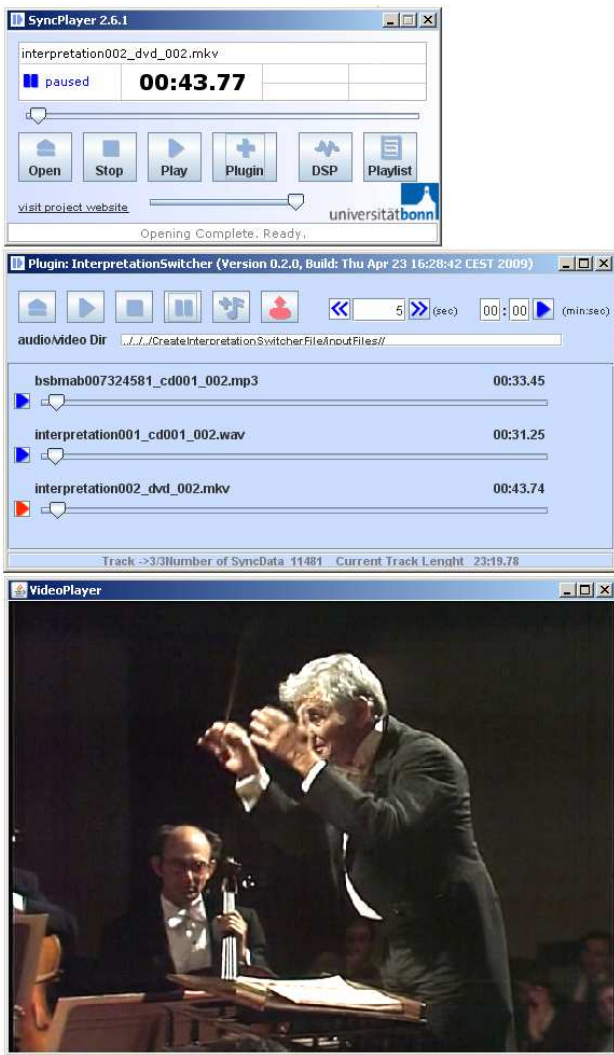 SyncPlayer 2.6.1
interpretation002_dvd_002.mkv
paused 00:43.77
Open Stop Play Plugin DSP Playlist
visit project website
universitätbonn
Opening Complete. Ready.
Plugin: InterpretationSwitcher (Version 0.2.0, Build: Thu Apr 23 16:28:42 CEST 2009)
5 (sec) 00 : 00 (min:sec)
audio/video Dir ../../../CreateInterpretationSwitcherFile/inputFiles//
bsbmab007324581_cd001_002.mp3 00:33.45
interpretation001_cd001_002.wav 00:31.25
interpretation002_dvd_002.mkv 00:43.74
Track ->3/3Number of SyncData 11481 Current Track Lenght 23:19.78
VideoPlayer